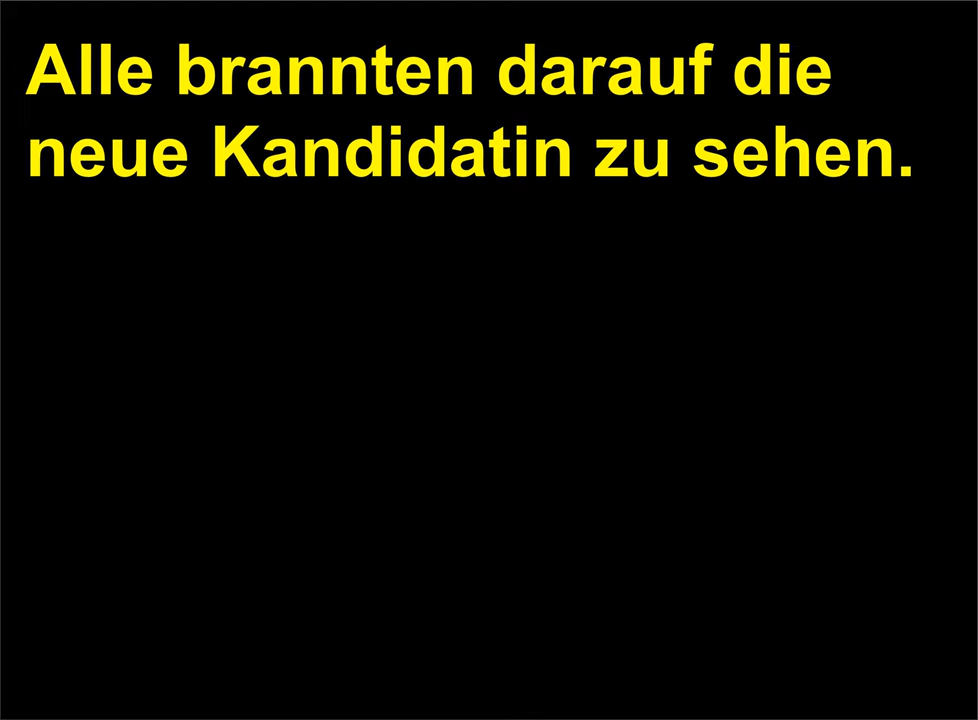 Alle brannten darauf die
neue Kandidatin zu sehen.